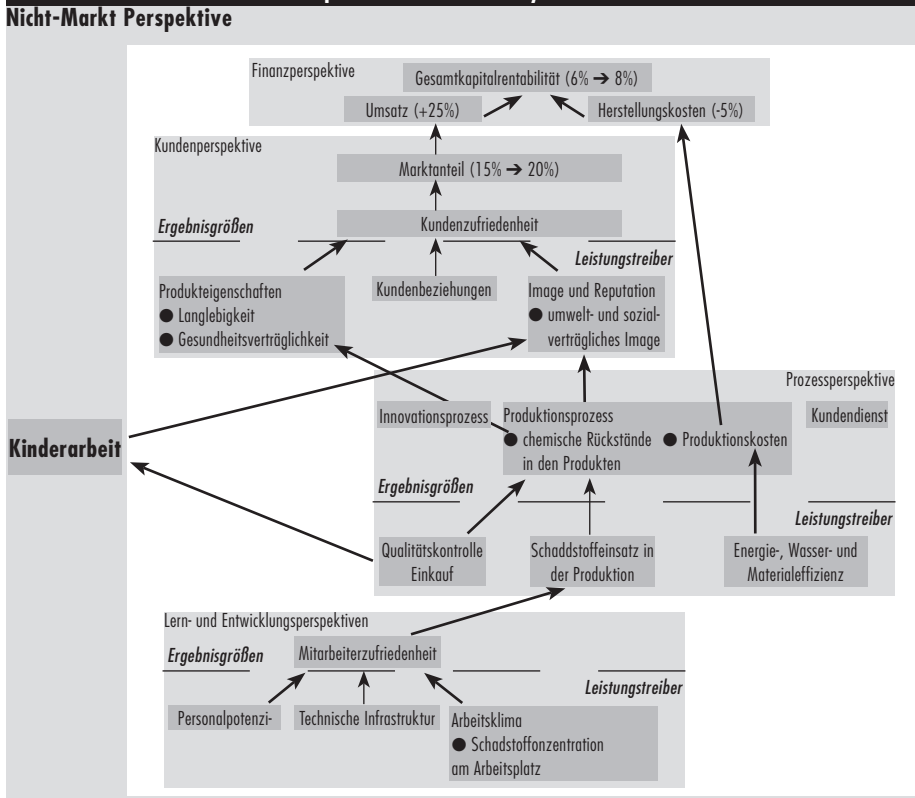 Nicht-Markt Perspektive
Finanzperspektive
Gesamtkapitalrentabilität (6% ➔ 8%)
Umsatz (+25%)
Herstellungskosten (-5%)
Kundenperspektive
Marktanteil (15% ➔ 20%)
Kundenzufriedenheit
Ergebnisgrößen
Leistungstreiber
Produkteigenschaften
● Langlebigkeit
● Gesundheitsverträglichkeit
Kundenbeziehungen
Image und Reputation
● umwelt- und sozial-
verträgliches Image
Prozessperspektive
Innovationsprozess
Produktionsprozess
● chemische Rückstände
in den Produkten
● Produktionskosten
Kundendienst
Kinderarbeit
Ergebnisgrößen
Leistungstreiber
Qualitätskontrolle
Einkauf
Schaddstoffeinsatz in
der Produktion
Energie-, Wasser- und
Materialeffizienz
Lern- und Entwicklungsperspektiven
Mitarbeiterzufriedenheit
Ergebnisgrößen
Leistungstreiber
Personalpotenzi-
Technische Infrastruktur
Arbeitsklima
● Schadstoffonzentration
am Arbeitsplatz